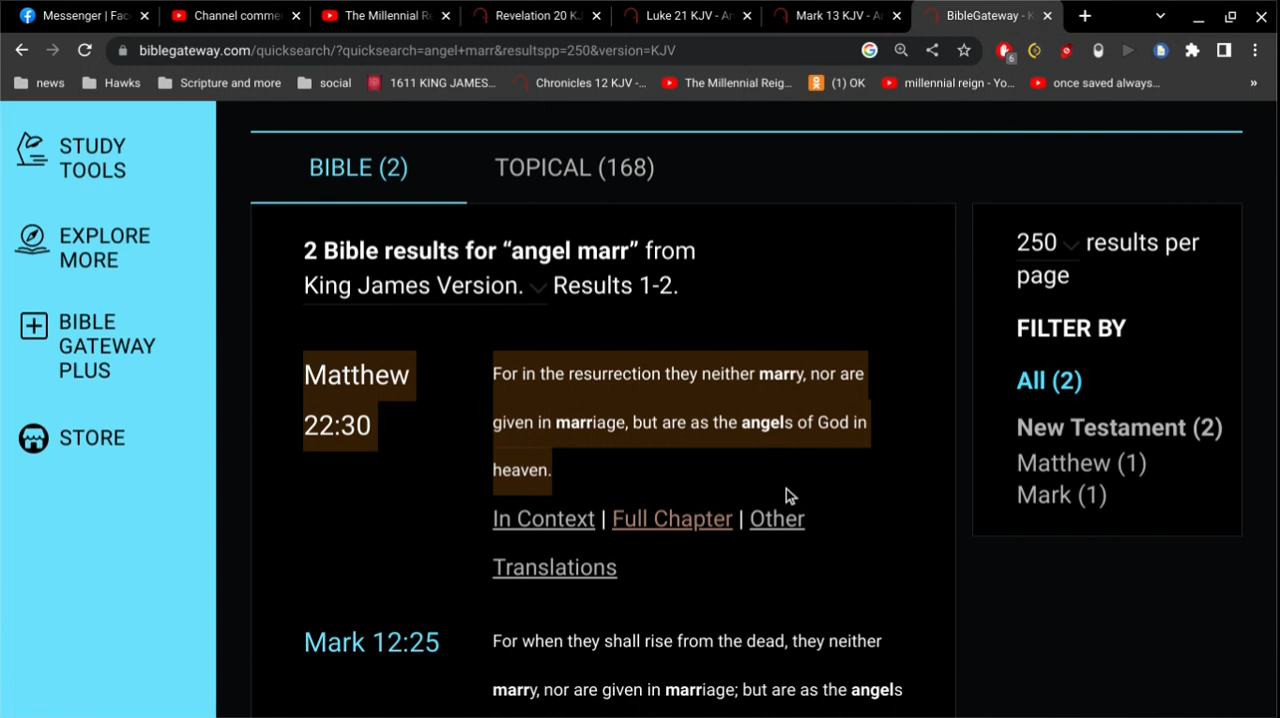 Messenger | Fac
Channel comme
The Millennial Re
Revelation 20 KJ
Luke 21 KJV - A
Mark 13 KJV - A
BibleGateway - K
biblegateway.com/quicksearch/?quicksearch=angel+marr&resultspp=250&version=KJV
6
news
Hawks
Scripture and more
social
1611 KING JAMES...
Chronicles 12 KJV -...
The Millennial Reig...
(1) OK
millennial reign - Yo...
once saved always...
»
STUDY
TOOLS
EXPLORE
MORE
BIBLE
GATEWAY
PLUS
STORE
BIBLE (2)
TOPICAL (168)
2 Bible results for “angel marr” from
King James Version. Results 1-2.
Matthew
22:30
For in the resurrection they neither marry, nor are
given in marriage, but are as the angels of God in
heaven.
In Context | Full Chapter | Other
Translations
Mark 12:25
For when they shall rise from the dead, they neither
marry, nor are given in marriage; but are as the angels
250 results per
page
FILTER BY
All (2)
New Testament (2)
Matthew (1)
Mark (1)